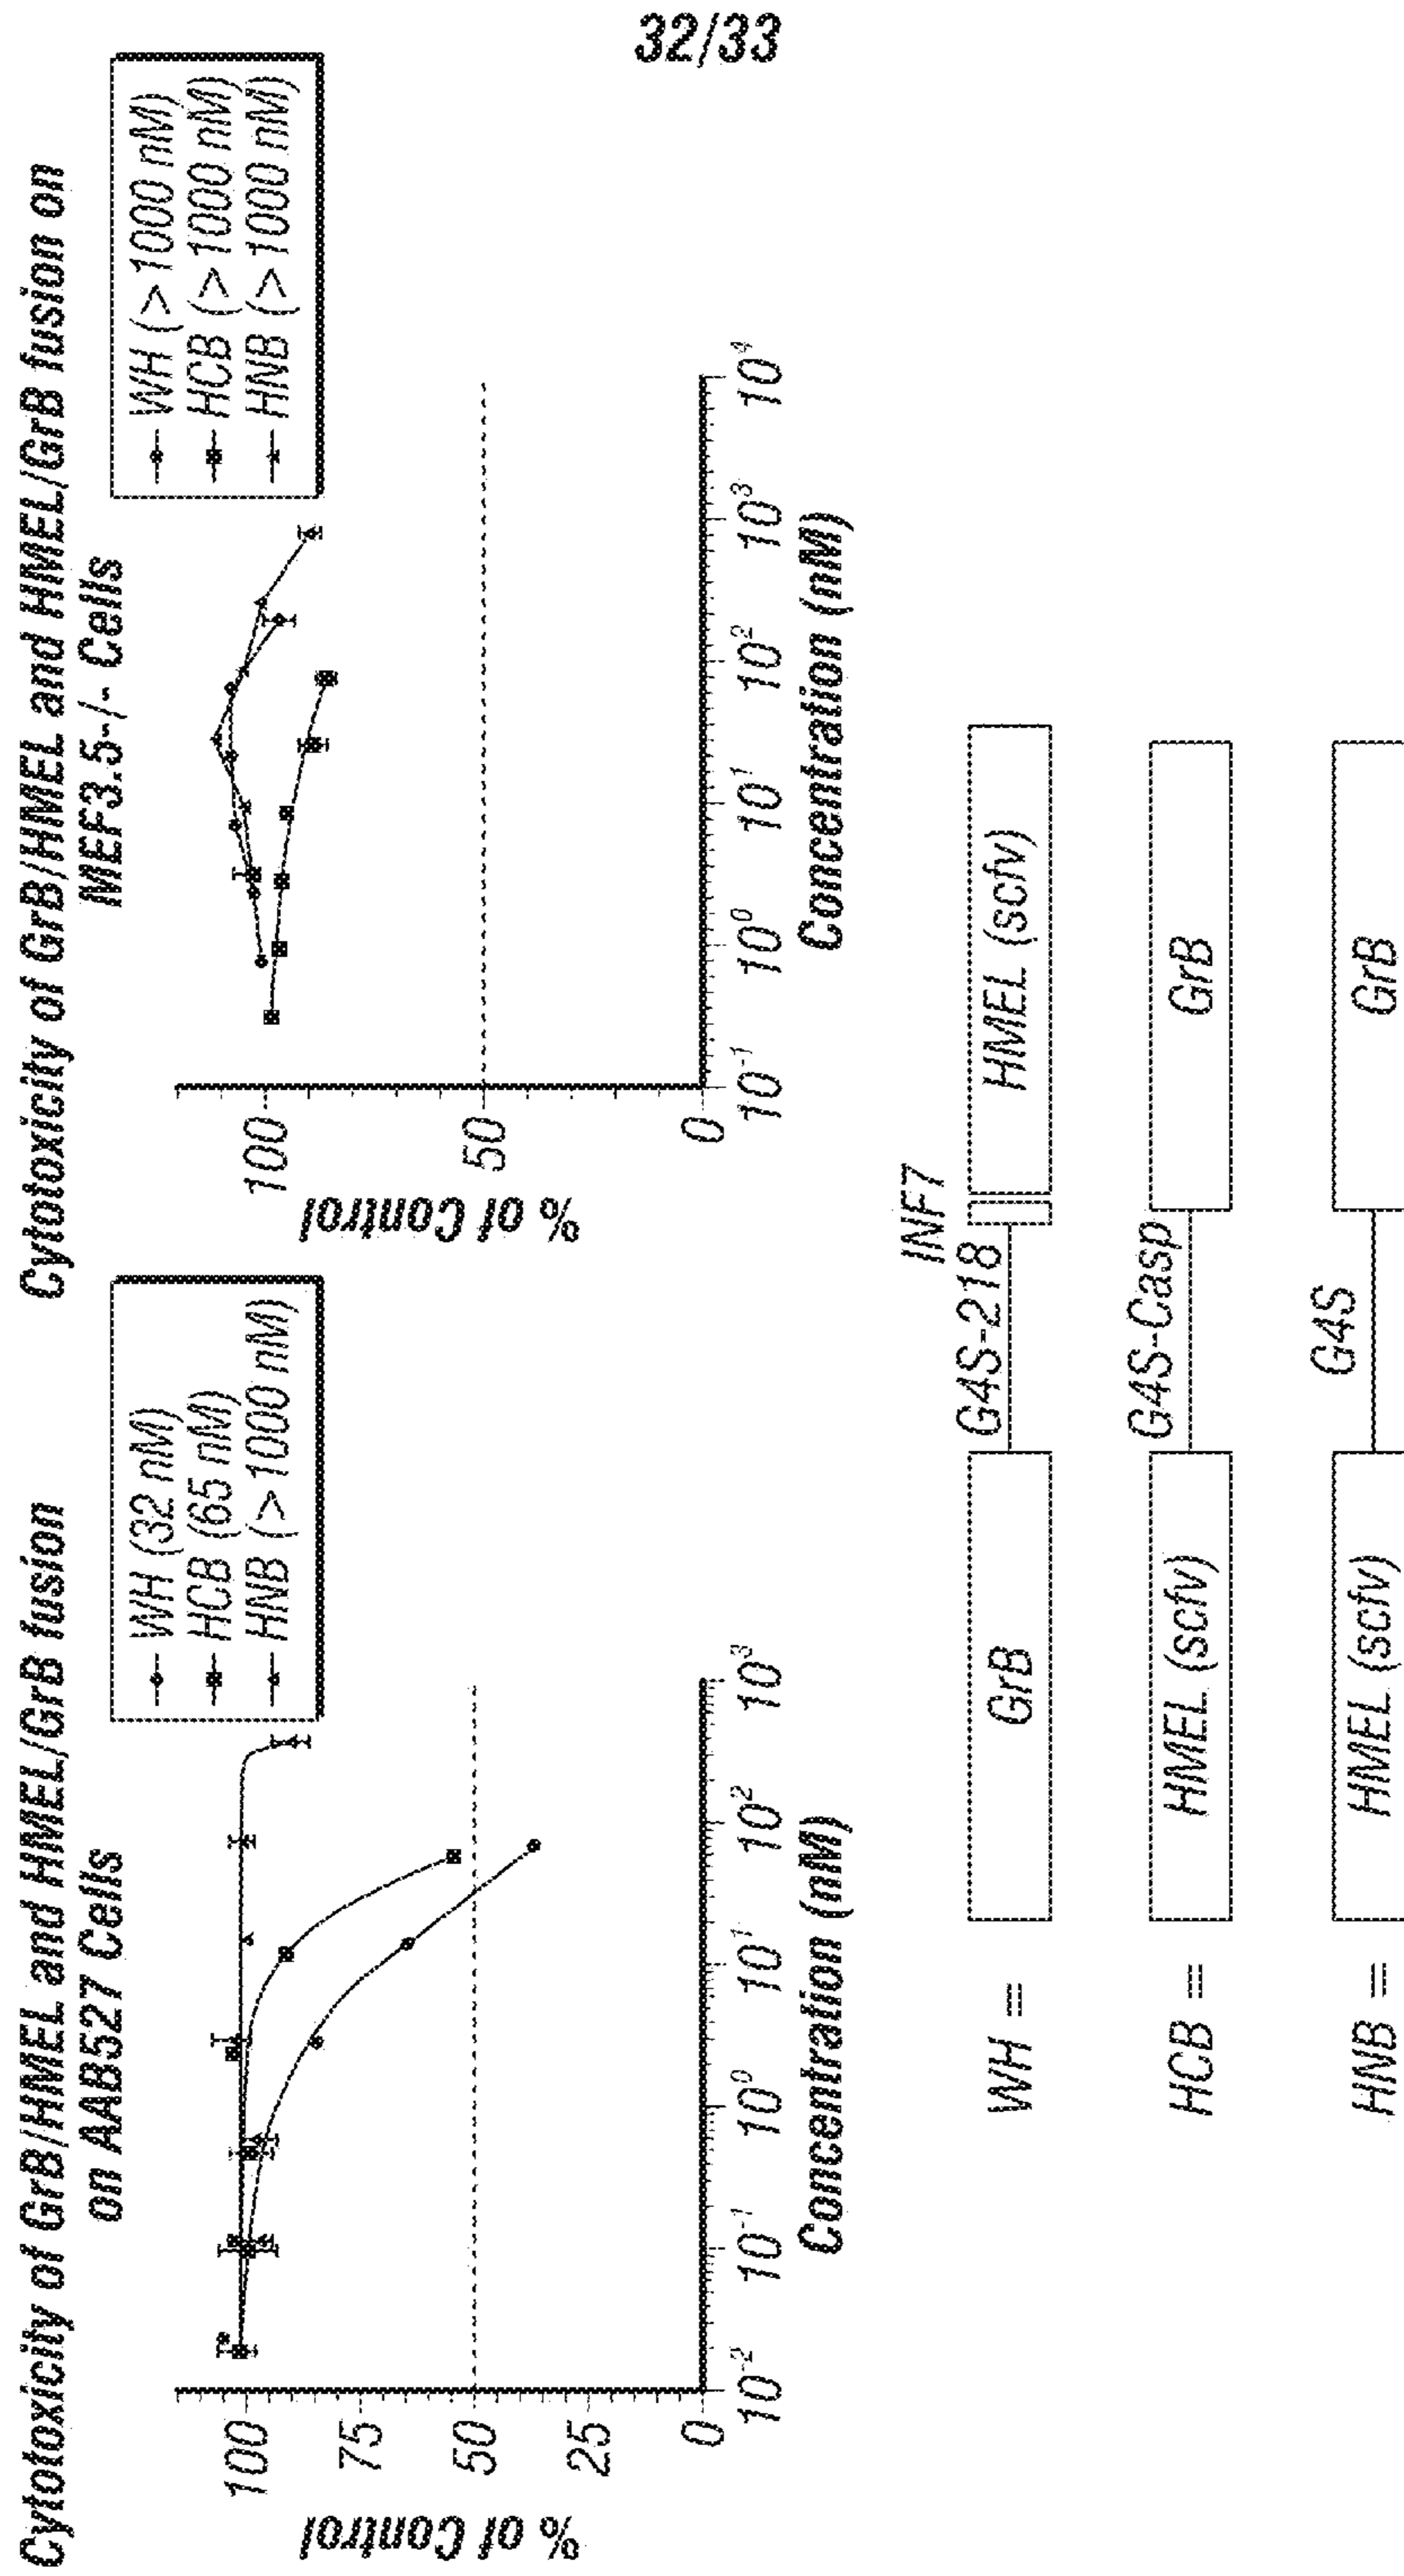 32/33
Cytotoxicity of GrB/HMEL and HMEL/GrB fusion
on AAB527 Cells
WH (32 nM)
HCB (65 nM)
HNB (>1000 nM)
% of Control
100
75
50
25
0
10-2
10-1
100
101
102
103
Concentration (nM)
Cytotoxicity of GrB/HMEL and HMEL/GrB fusion on
MEF3.5-/- Cells
WH (>1000 nM)
HCB (>1000 nM)
HNB (>1000 nM)
% of Control
100
50
0
10-1
100
101
102
103
104
Concentration (nM)
INF7
WH = GrB G4S-218 HMEL (scfv)
HCB = HMEL (scfv) G4S-Casp GrB
HNB = HMEL (scfv) G4S GrB